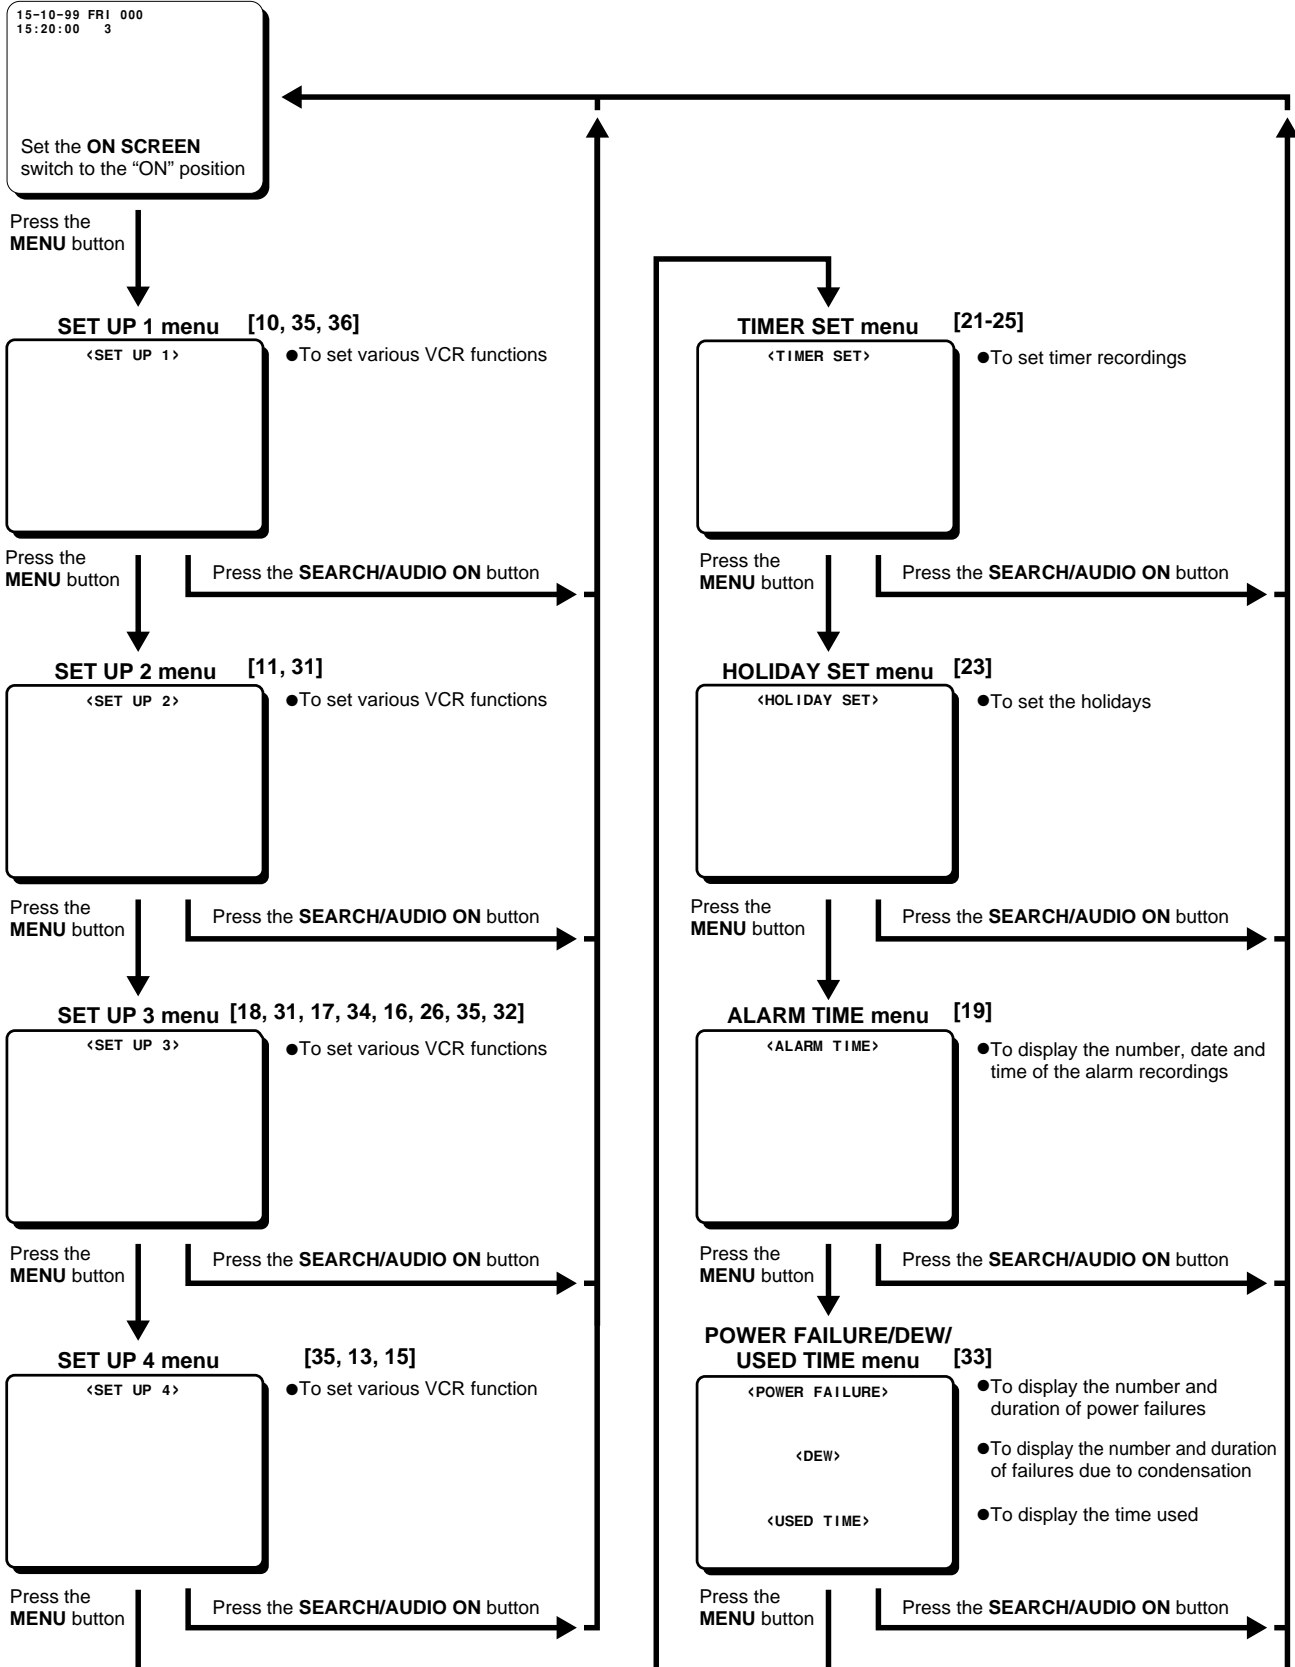 15-10-99 FRI 000
15:20:00 3
Set the ON SCREEN
switch to the “ON” position
Press the
MENU button
SET UP 1 menu [10, 35, 36]
<SET UP 1>
●To set various VCR functions
Press the
MENU button
Press the SEARCH/AUDIO ON button
SET UP 2 menu [11, 31]
<SET UP 2>
●To set various VCR functions
Press the
MENU button
Press the SEARCH/AUDIO ON button
SET UP 3 menu [18, 31, 17, 34, 16, 26, 35, 32]
<SET UP 3>
●To set various VCR functions
Press the
MENU button
Press the SEARCH/AUDIO ON button
SET UP 4 menu [35, 13, 15]
<SET UP 4>
●To set various VCR function
Press the
MENU button
Press the SEARCH/AUDIO ON button
TIMER SET menu [21-25]
<TIMER SET>
●To set timer recordings
Press the
MENU button
Press the SEARCH/AUDIO ON button
HOLIDAY SET menu [23]
<HOLIDAY SET>
●To set the holidays
Press the
MENU button
Press the SEARCH/AUDIO ON button
ALARM TIME menu [19]
<ALARM TIME>
●To display the number, date and
time of the alarm recordings
Press the
MENU button
Press the SEARCH/AUDIO ON button
POWER FAILURE/DEW/
USED TIME menu [33]
<POWER FAILURE>
●To display the number and
duration of power failures
<DEW>
●To display the number and duration
of failures due to condensation
<USED TIME>
●To display the time used
Press the
MENU button
Press the SEARCH/AUDIO ON button